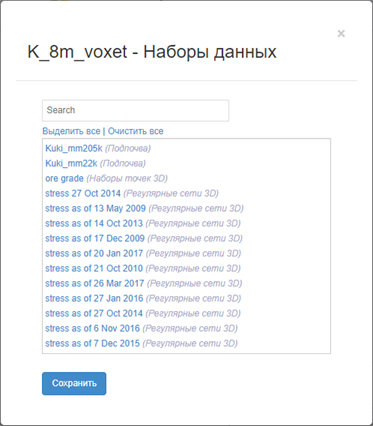 K_8m_voxet - Наборы данных
×
Search
Выделить все | Очистить все
Kuki_mm205k (Подпочва)
Kuki_mm22k (Подпочва)
ore grade (Наборы точек 3D)
stress 27 Oct 2014 (Регулярные сети 3D)
stress as of 13 May 2009 (Регулярные сети 3D)
stress as of 14 Oct 2013 (Регулярные сети 3D)
stress as of 17 Dec 2009 (Регулярные сети 3D)
stress as of 20 Jan 2017 (Регулярные сети 3D)
stress as of 21 Oct 2010 (Регулярные сети 3D)
stress as of 26 Mar 2017 (Регулярные сети 3D)
stress as of 27 Jan 2016 (Регулярные сети 3D)
stress as of 27 Oct 2014 (Регулярные сети 3D)
stress as of 6 Nov 2016 (Регулярные сети 3D)
stress as of 7 Dec 2015 (Регулярные сети 3D)
Сохранить